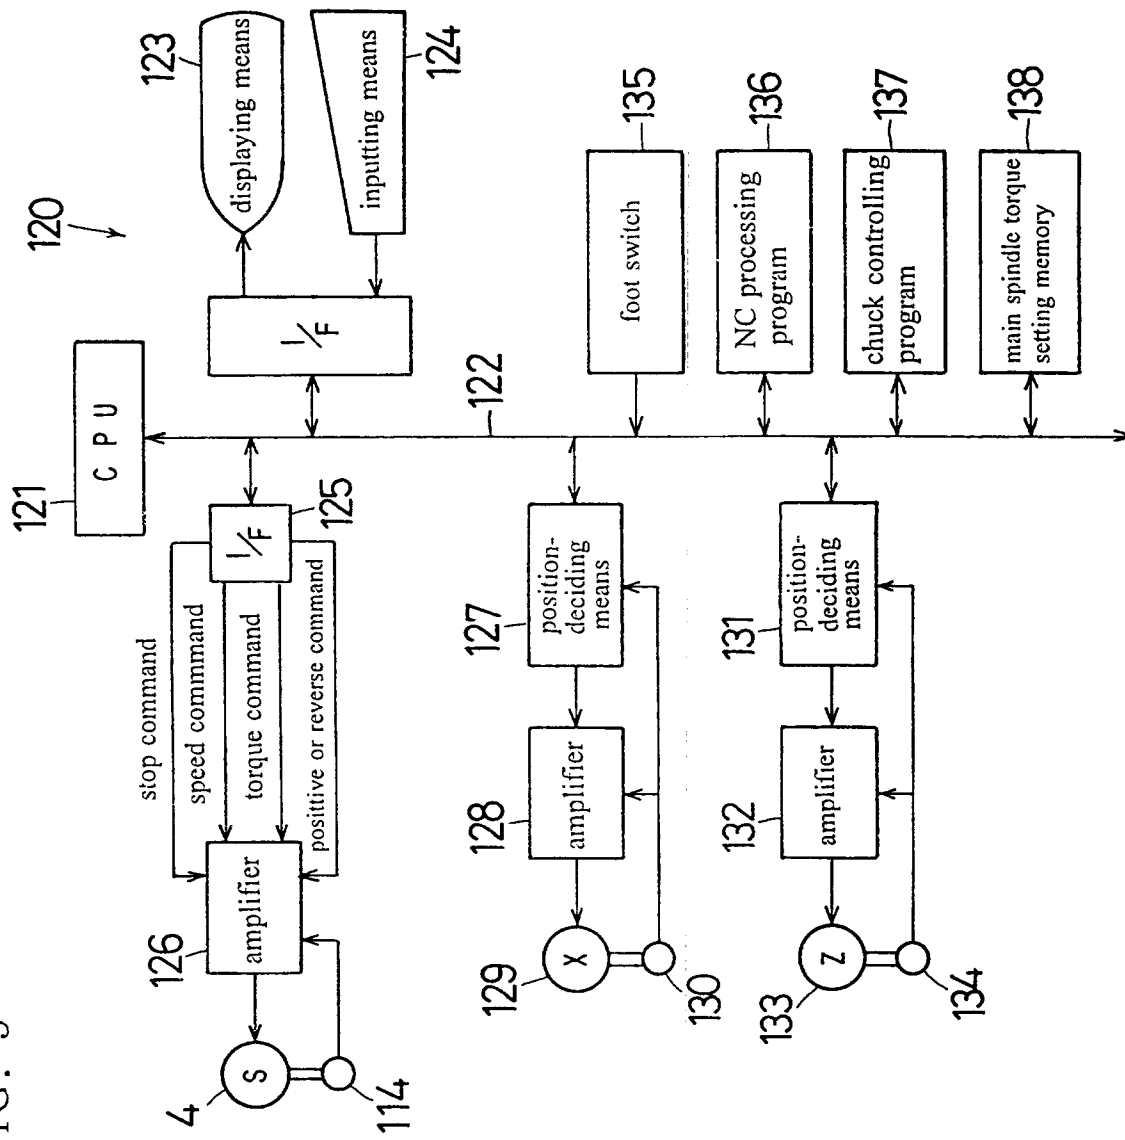 120
121
CPU
I/F
123
displaying means
124
inputting means
122
I/F
125
stop command
speed commmand
torque command
positive or reverse command
126
amplifier
S
4
114
127
position-
deciding
means
128
amplifier
X
129
130
131
position-
deciding
means
132
amplifier
Z
133
134
135
foot switch
136
NC processing
program
137
chuck controlling
program
138
main spindle torque
setting memory